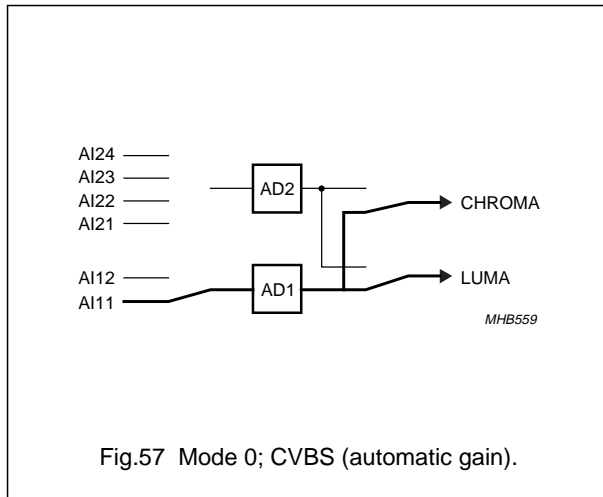 AI24
AI23
AI22
AI21
AD2
CHROMA
AI12
AI11
AD1
LUMA
MHB559
Fig.57 Mode 0; CVBS (automatic gain).